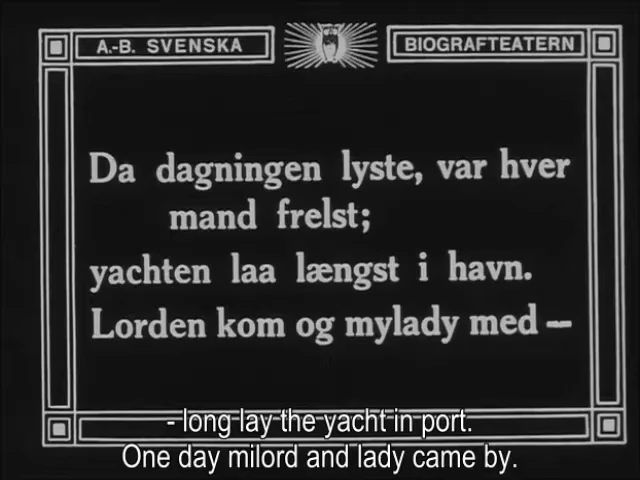 A.-B. SVENSKA BIOGRAFTEATERN
Da dagningen lyste, var hver
mand frelst;
yachten laa længst i havn.
Lorden kom og mylady med —
- long lay the yacht in port.
One day milord and lady came by.